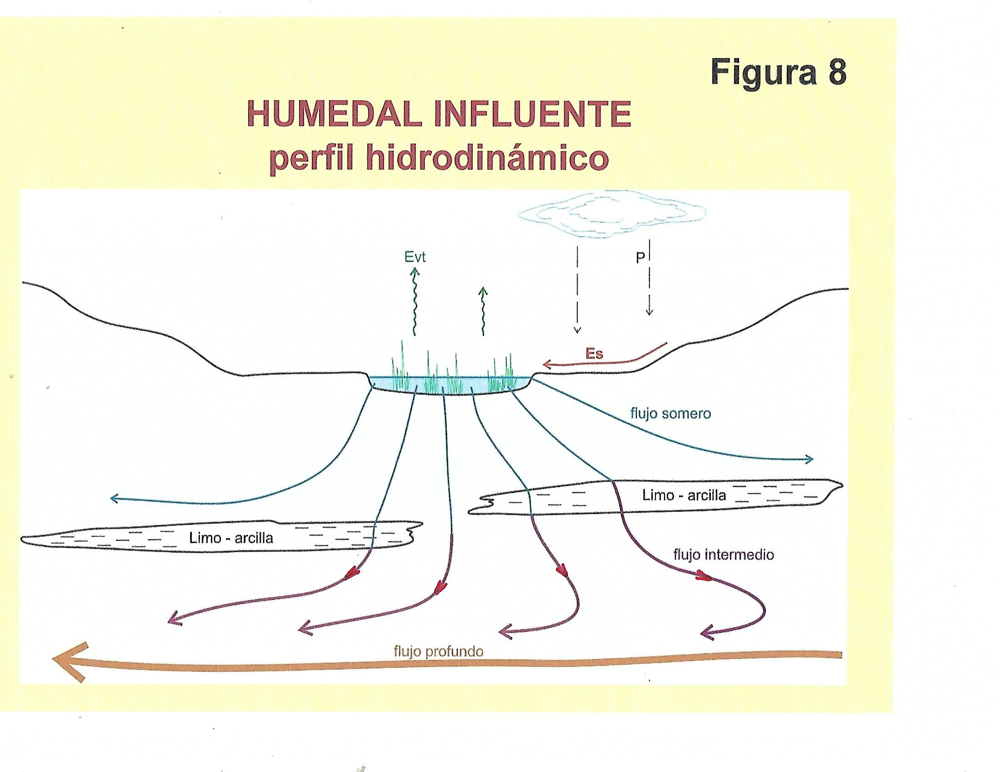 Figura 8
HUMEDAL INFLUENTE
perfil hidrodinámico
Evt
P
Es
flujo somero
Limo - arcilla
Limo - arcilla
flujo intermedio
flujo profundo